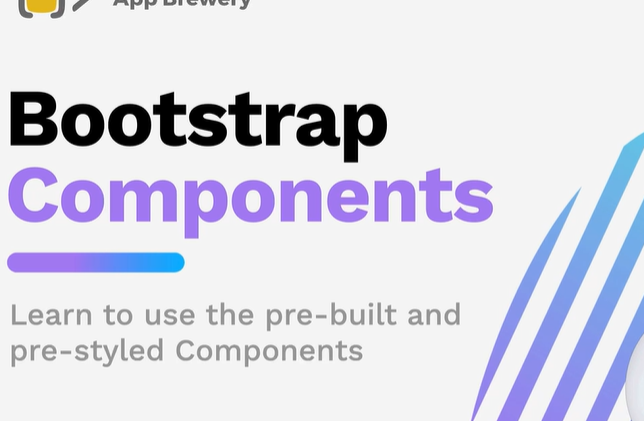 App Brewery
Bootstrap
Components
Learn to use the pre-built and
pre-styled Components